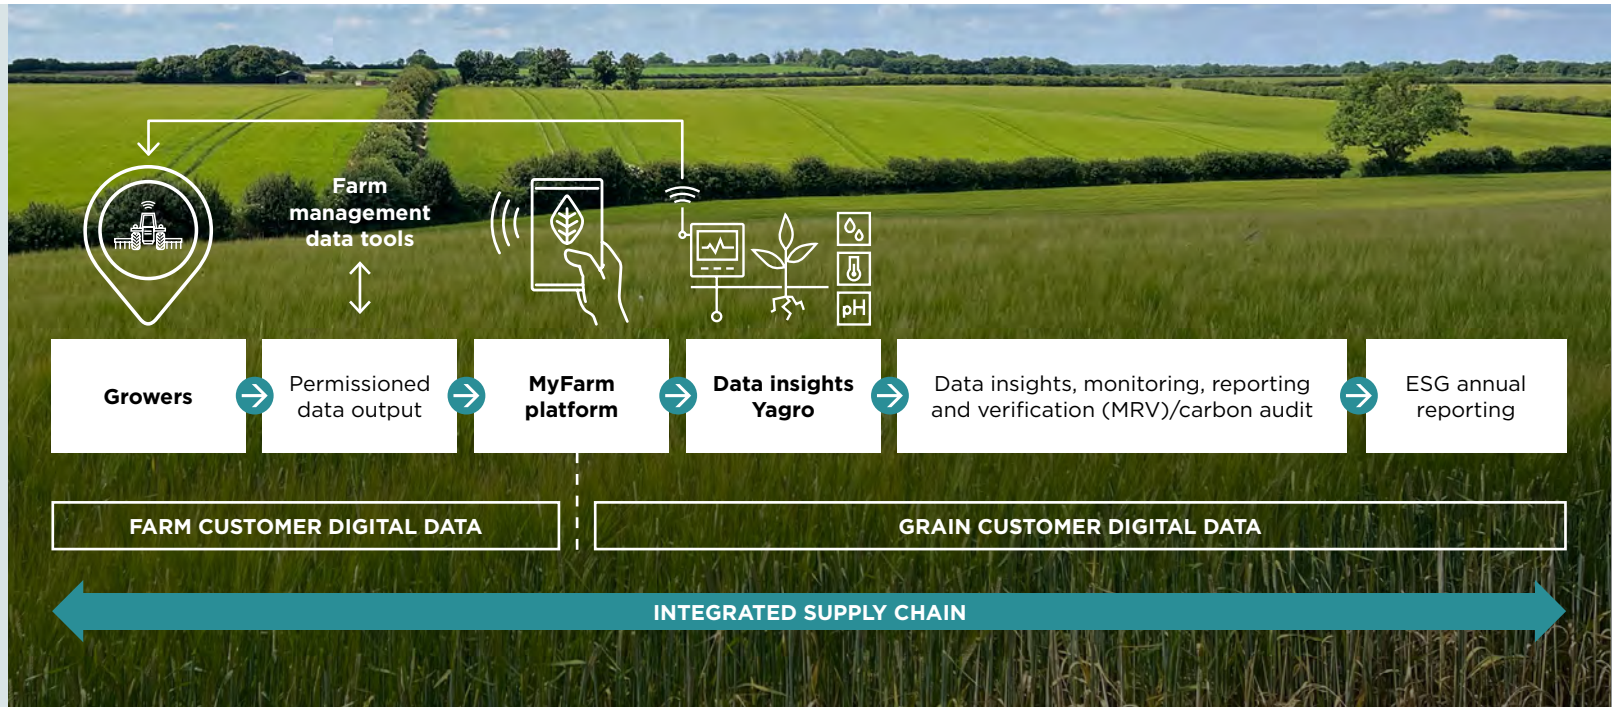 Farm
management
data tools
pH
Growers
Permissioned
data output
MyFarm
platform
Data insights
Yagro
Data insights, monitoring, reporting
and verification (MRV)/carbon audit
ESG annual
reporting
FARM CUSTOMER DIGITAL DATA
GRAIN CUSTOMER DIGITAL DATA
INTEGRATED SUPPLY CHAIN